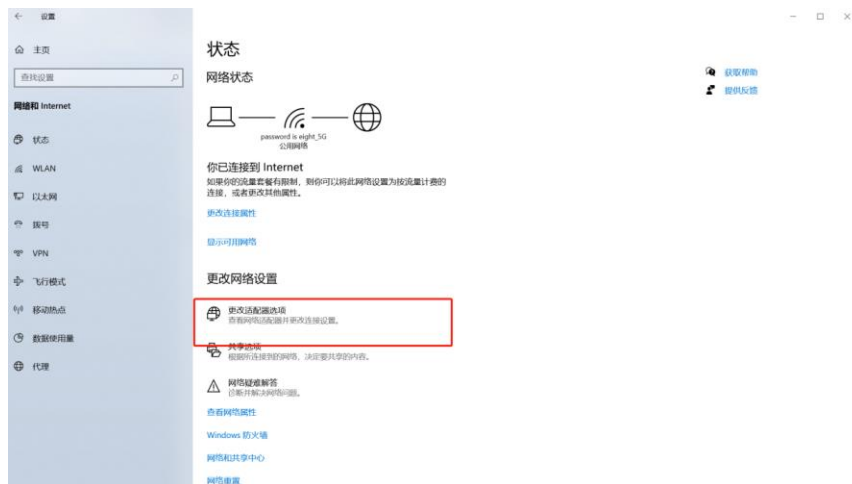 设置
主页
查找设置
网络和 Internet
状态
WLAN
以太网
拨号
VPN
飞行模式
移动热点
数据使用量
代理
状态
网络状态
password is eight_5G
公用网络
你已连接到 Internet
如果你的流量套餐有限制，则你可以将此网络设置为按流量计费的
连接，或者更改其他属性。
更改连接属性
显示可用网络
更改网络设置
更改适配器选项
查看网络适配器并更改连接设置。
共享选项
根据所连接到的网络，决定要共享的内容。
网络疑难解答
诊断并解决网络问题。
查看网络属性
Windows 防火墙
网络和共享中心
网络重置
获取帮助
提供反馈